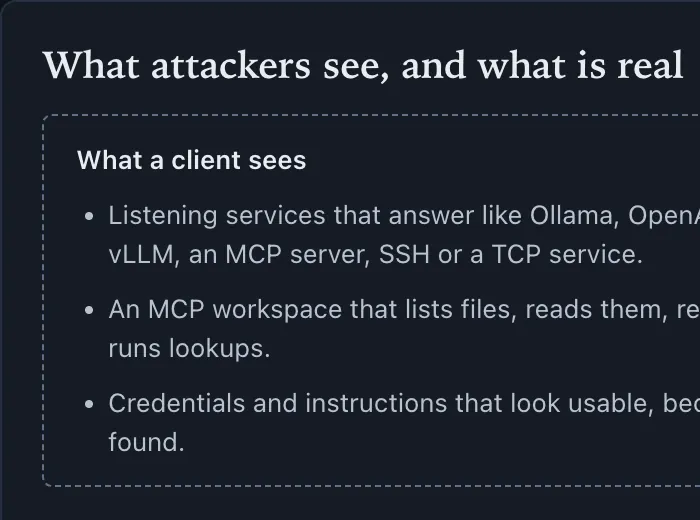 What attackers see, and what is real
What a client sees
• Listening services that answer like Ollama,
vLLM, an MCP server, SSH or a TCP service.
• An MCP workspace that lists files, reads them,
runs lookups.
• Credentials and instructions that look usable,
found.